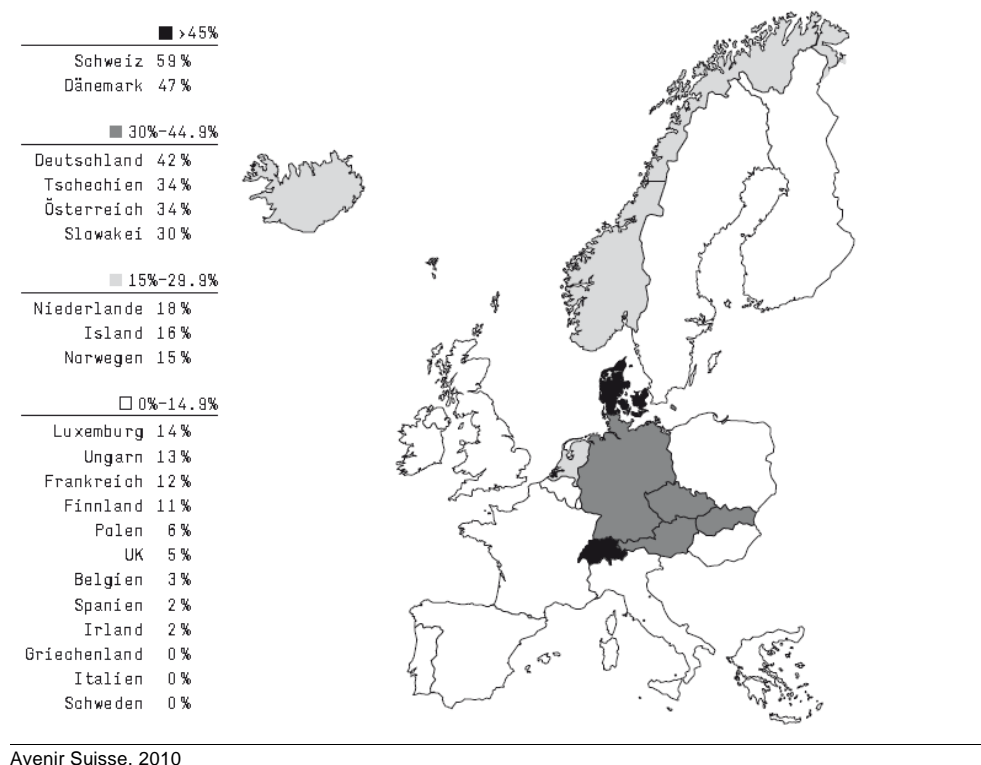 >45%
Schweiz 59%
Dänemark 47%
30%-44.9%
Deutschland 42%
Tschechien 34%
Österreich 34%
Slowakei 30%
15%-29.9%
Niederlande 18%
Island 16%
Norwegen 15%
0%-14.9%
Luxemburg 14%
Ungarn 13%
Frankreich 12%
Finnland 11%
Polen 6%
UK 5%
Belgien 3%
Spanien 2%
Irland 2%
Griechenland 0%
Italien 0%
Schweden 0%
Avenir Suisse, 2010